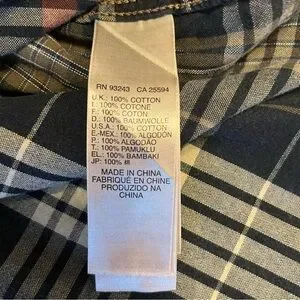 RN 93243 CA 25594
U.K.: 100% COTTON
I.: 100% COTONE
F.: 100% COTON
D.: 100% BAUMWOLLE
U.S.A.: 100% COTTON
E.-MEX.: 100% ALGODÓN
P.: 100% ALGODÃO
T.: 100% PAMUKLU
EL.: 100% BAMBAKI
JP.: 100%
MADE IN CHINA
FABRIQUÉ EN CHINE
PRODUZIDO NA
CHINA